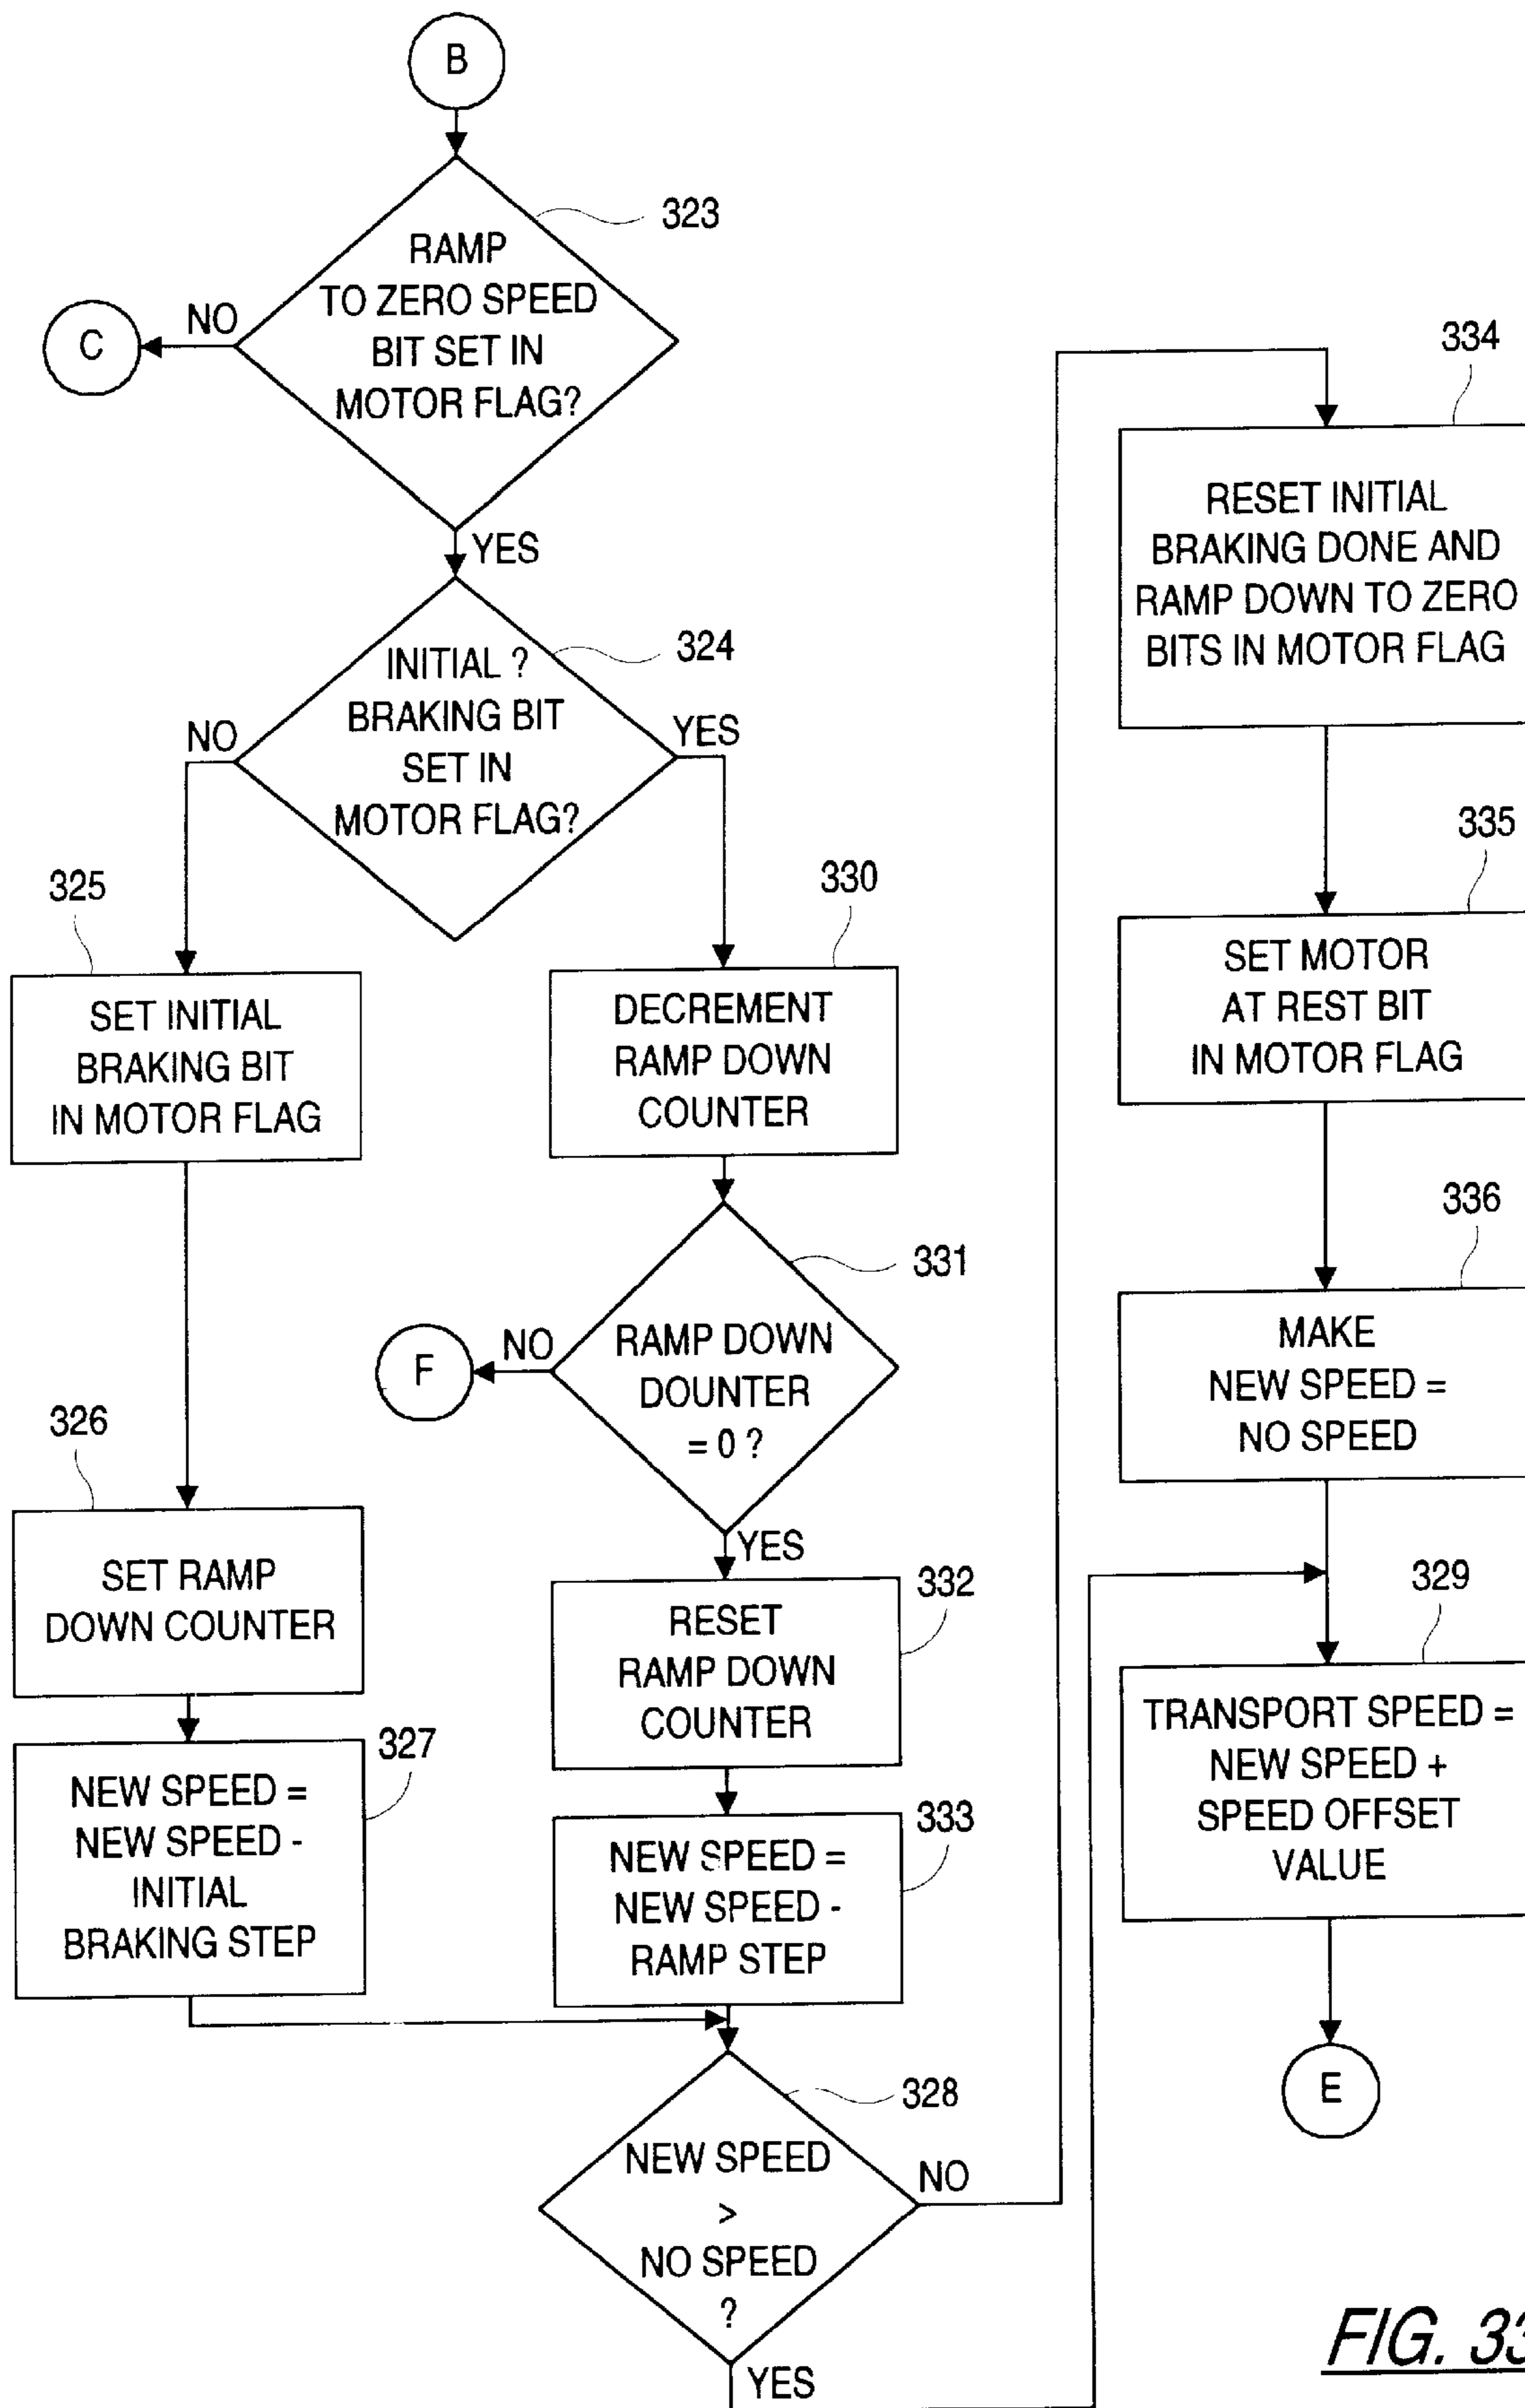 B
323
RAMP
TO ZERO SPEED
BIT SET IN
MOTOR FLAG?
NO
C
YES
324
INITIAL ?
BRAKING BIT
SET IN
MOTOR FLAG?
NO
YES
325
SET INITIAL
BRAKING BIT
IN MOTOR FLAG
330
DECREMENT
RAMP DOWN
COUNTER
331
RAMP DOWN
DOUNTER
= 0 ?
NO
F
YES
326
SET RAMP
DOWN COUNTER
332
RESET
RAMP DOWN
COUNTER
327
NEW SPEED =
NEW SPEED -
INITIAL
BRAKING STEP
333
NEW SPEED =
NEW SPEED -
RAMP STEP
328
NEW SPEED
>
NO SPEED
?
NO
YES
334
RESET INITIAL
BRAKING DONE AND
RAMP DOWN TO ZERO
BITS IN MOTOR FLAG
335
SET MOTOR
AT REST BIT
IN MOTOR FLAG
336
MAKE
NEW SPEED =
NO SPEED
329
TRANSPORT SPEED =
NEW SPEED +
SPEED OFFSET
VALUE
E
FIG. 33